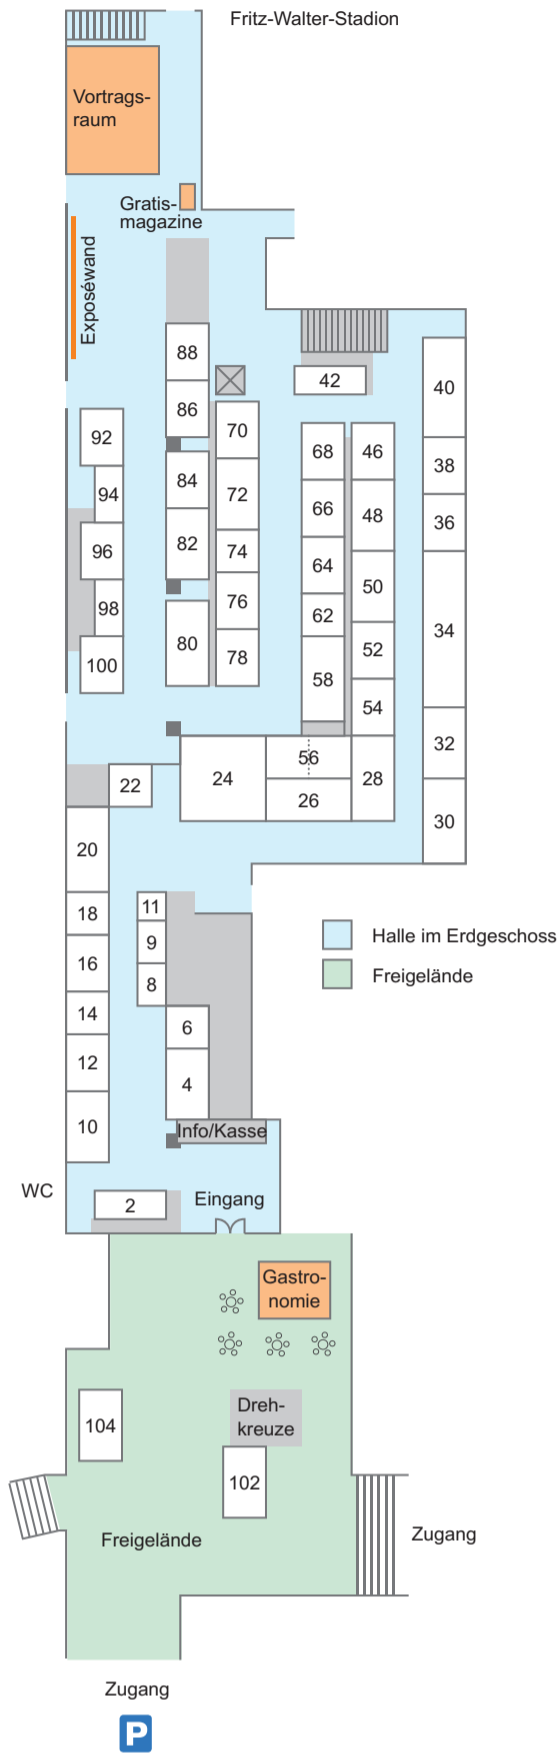 Fritz-Walter-Stadion
Vortrags-
raum
Gratis-
magazine
Exposéwand
88
42
40
86
92
70
68
46
38
94
84
72
66
48
36
96
82
74
64
50
98
76
62
34
100
80
78
58
52
54
22
24
56
28
32
26
30
20
11
18
9
16
8
14
6
12
4
10
Halle im Erdgeschoss
Freigelände
Info/Kasse
WC
2
Eingang
Gastro-
nomie
104
Dreh-
kreuze
102
Freigelände
Zugang
Zugang
P